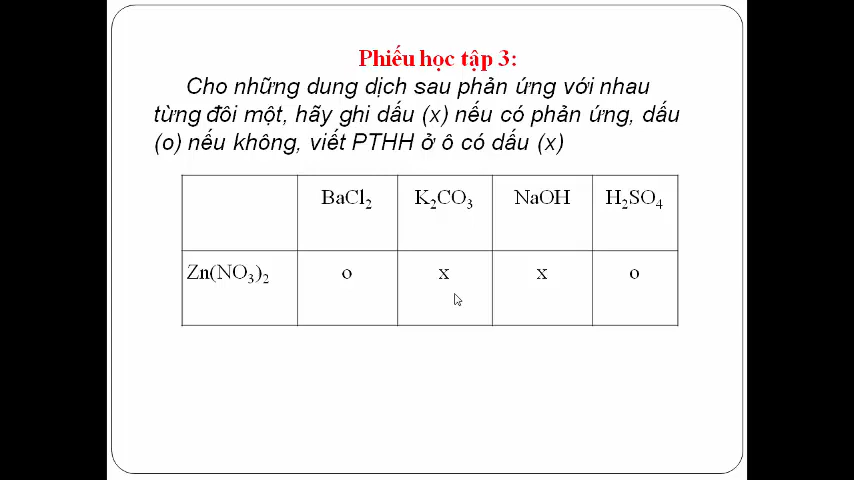 Phiếu học tập 3:
Cho những dung dịch sau phản ứng với nhau
từng đôi một, hãy ghi dấu (x) nếu có phản ứng, dấu
(o) nếu không, viết PTHH ở ô có dấu (x)
BaCl₂ K₂CO₃ NaOH H₂SO₄
Zn(NO₃)₂ o x x o